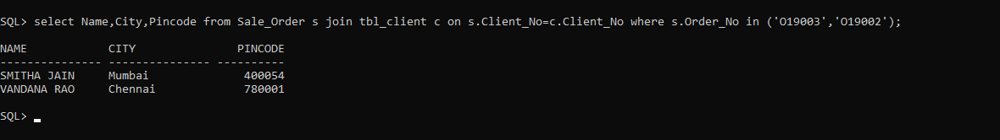 SQL> select Name,City,Pincode from Sale_Order s join tbl_client c on s.Client_No=c.Client_No where s.Order_No in ('O19003','O19002');
NAME            CITY               PINCODE
--------------- --------------- ----------
SMITHA JAIN     Mumbai              400054
VANDANA RAO     Chennai             780001
SQL>